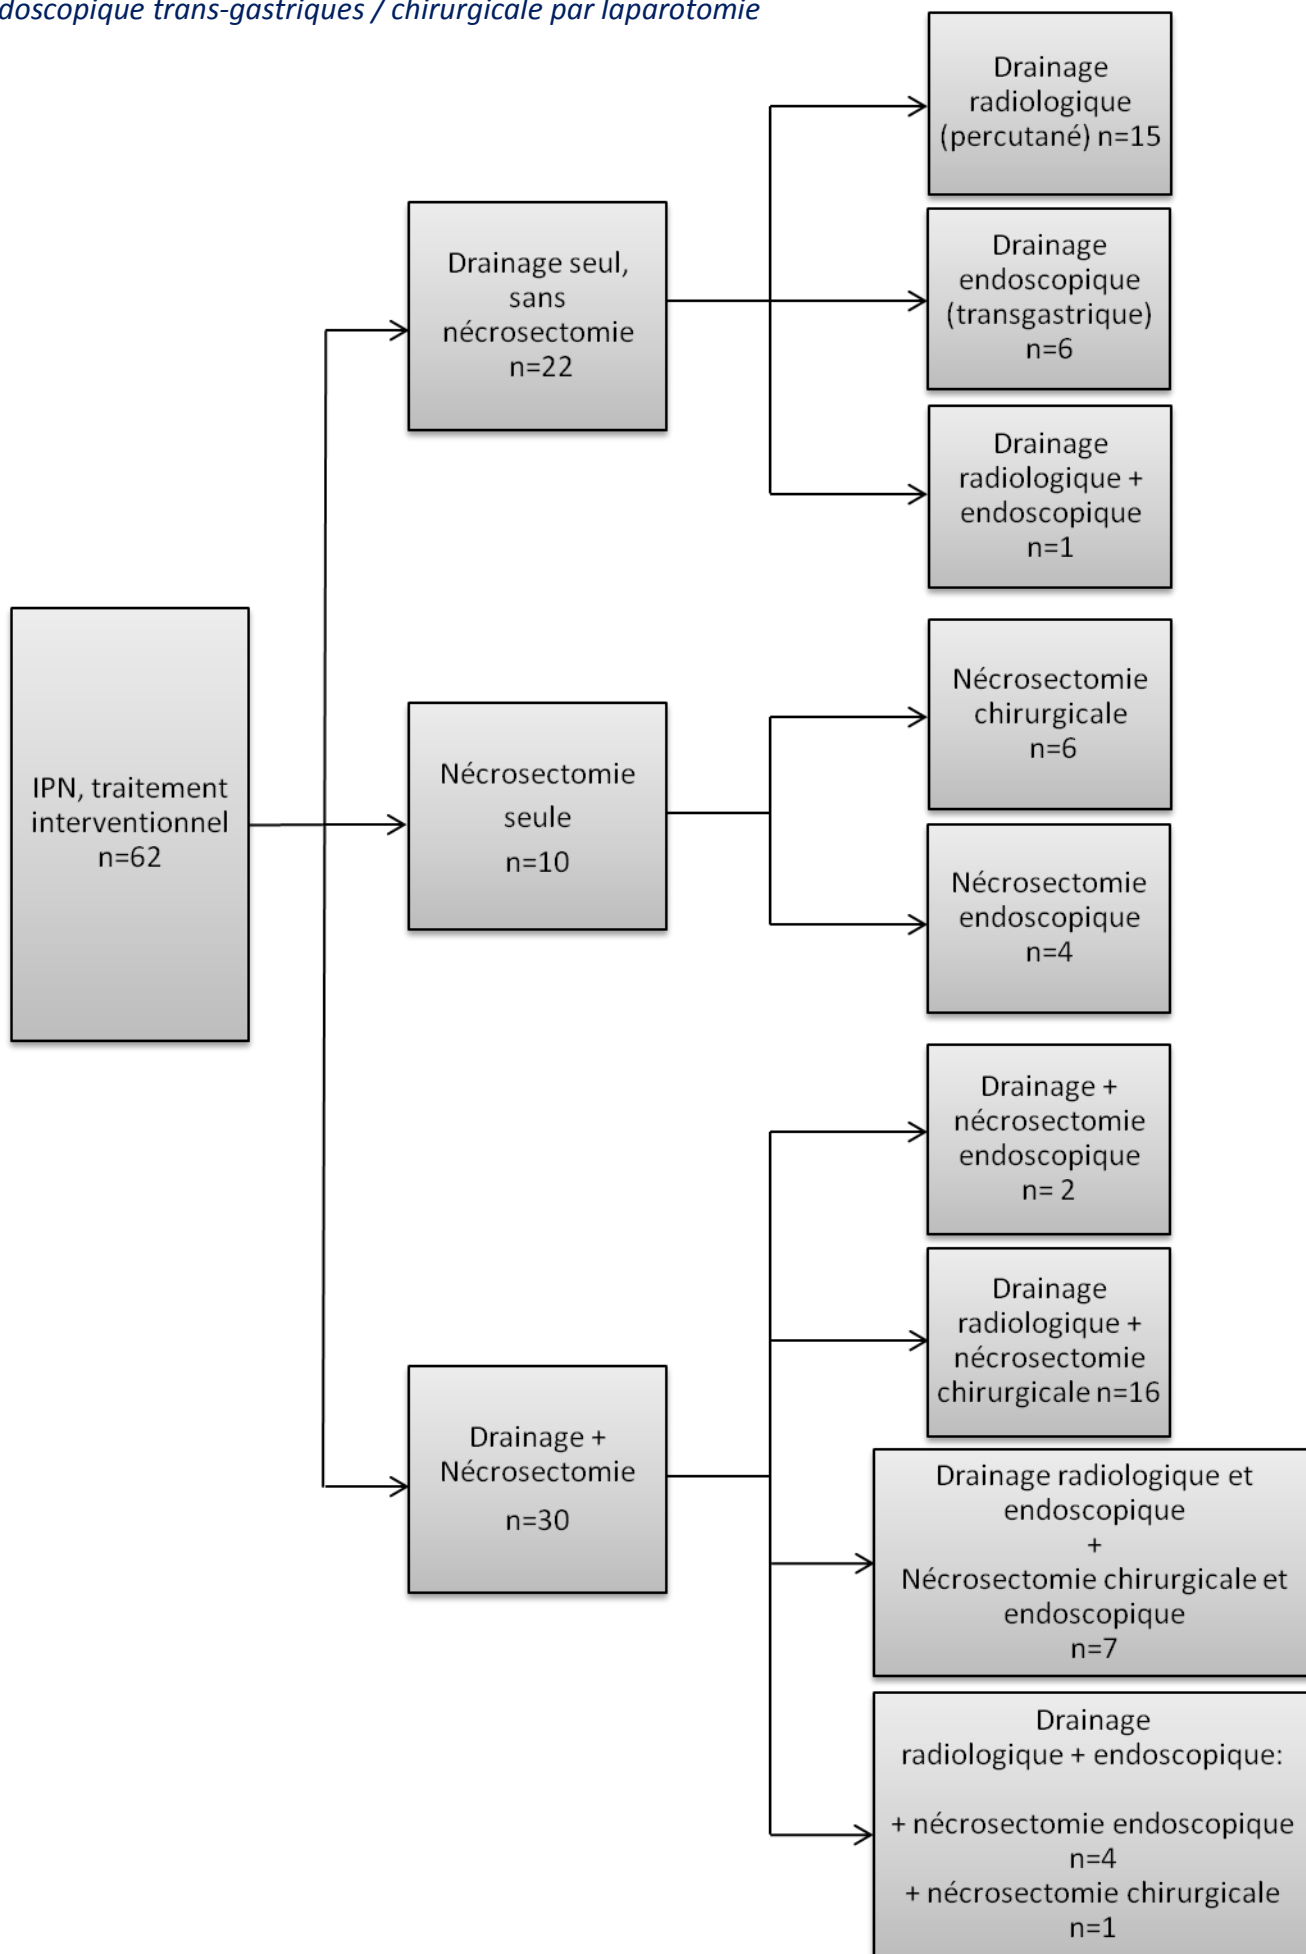 doscopique trans-gastriques / chirurgicale par laparotomie
Drainage
radiologique
(percutané) n=15
Drainage seul,
sans
nécrosectomie
n=22
Drainage
endoscopique
(transgastrique)
n=6
Drainage
radiologique +
endoscopique
n=1
IPN, traitement
interventionnel
n=62
Nécrosectomie
seule
n=10
Nécrosectomie
chirurgicale
n=6
Nécrosectomie
endoscopique
n=4
Drainage +
Nécrosectomie
n=30
Drainage +
nécrosectomie
endoscopique
n= 2
Drainage
radiologique +
nécrosectomie
chirurgicale n=16
Drainage radiologique et
endoscopique
+
Nécrosectomie chirurgicale et
endoscopique
n=7
Drainage
radiologique + endoscopique:
+ nécrosectomie endoscopique
n=4
+ nécrosectomie chirurgicale
n=1